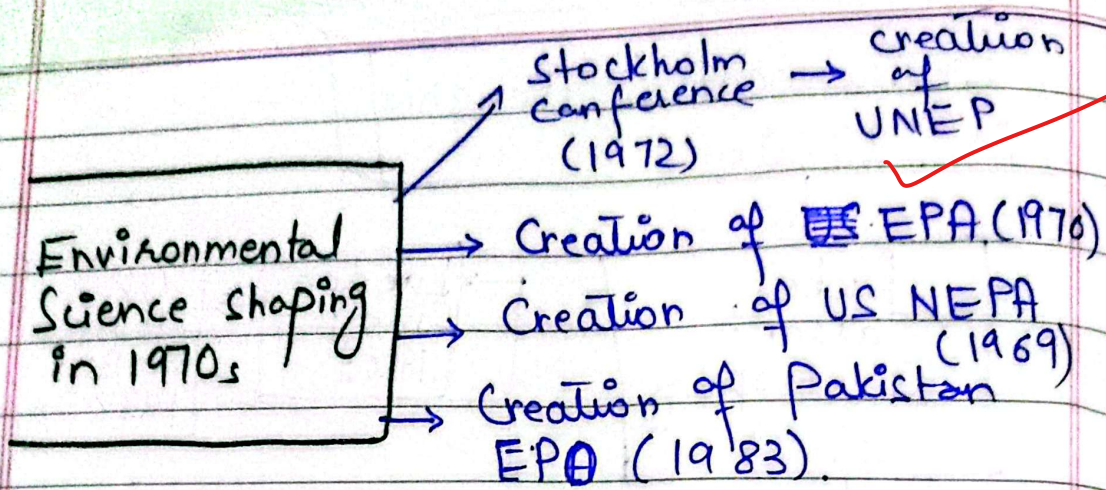 Stockholm
Conference
(1972)
→ creation
of
UNEP
Environmental
Science Shaping
in 1970s
→ Creation of EPA (1970)
→ Creation of US NEPA
(1969)
→ Creation of Pakistan
EPO (1983).